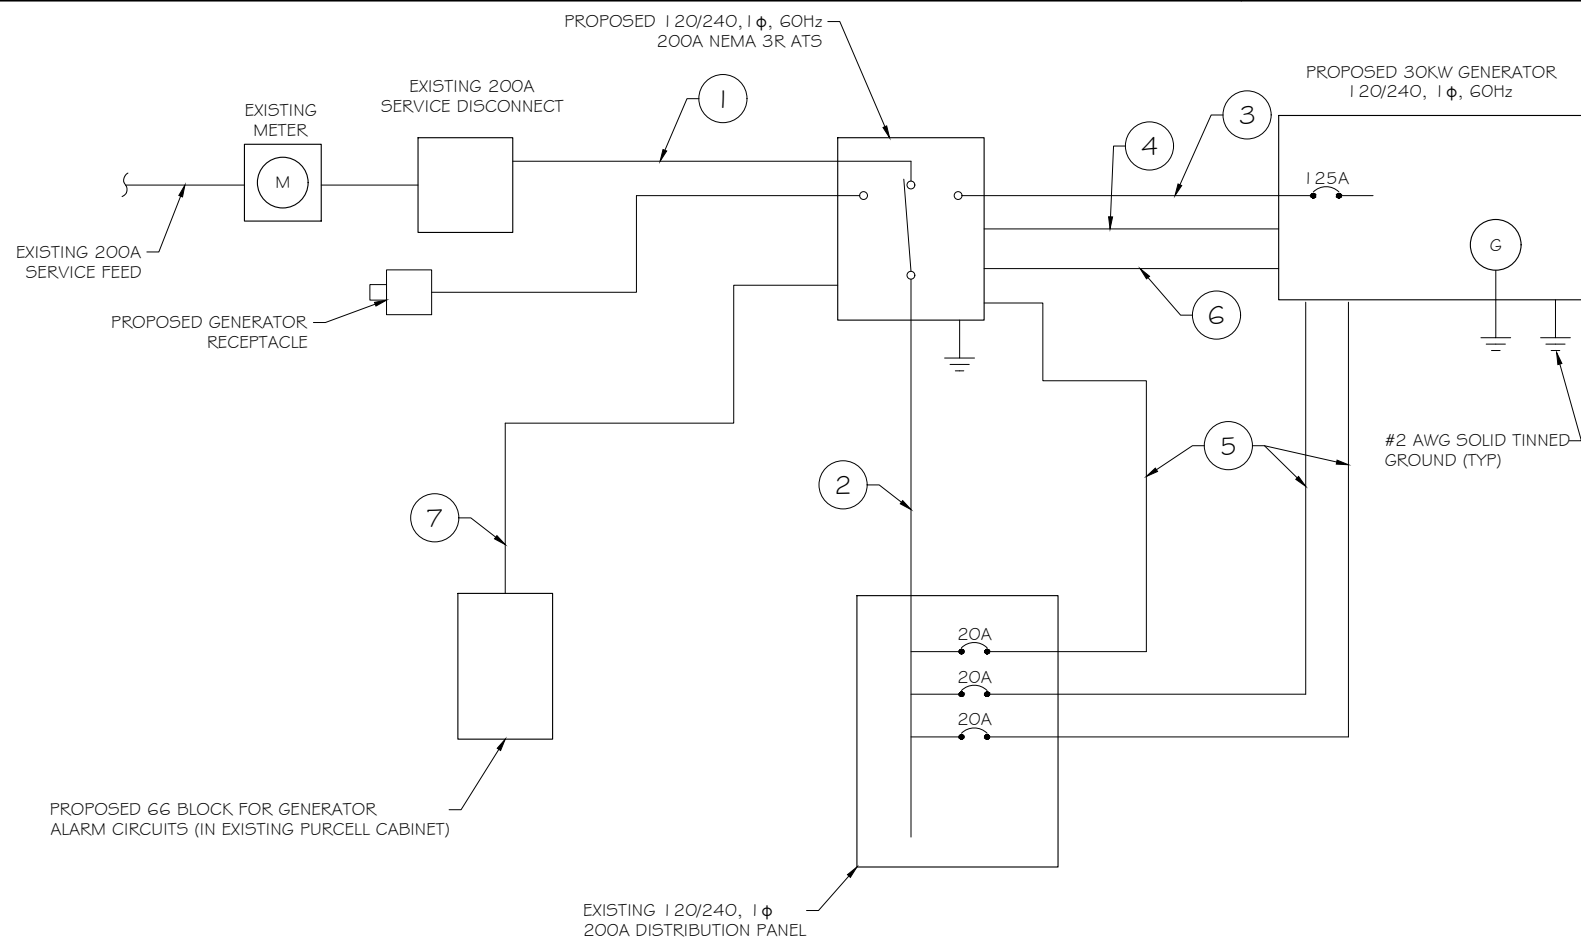 PROPOSED 120/240, 1ϕ, 60Hz
200A NEMA 3R ATS
EXISTING 200A
SERVICE DISCONNECT
EXISTING
METER
M
1
PROPOSED 30KW GENERATOR
120/240, 1ϕ, 60Hz
3
4
125A
G
EXISTING 200A
SERVICE FEED
PROPOSED GENERATOR
RECEPTACLE
6
#2 AWG SOLID TINNED
GROUND (TYP)
5
2
7
20A
20A
20A
PROPOSED 66 BLOCK FOR GENERATOR
ALARM CIRCUITS (IN EXISTING PURCELL CABINET)
EXISTING 120/240, 1ϕ
200A DISTRIBUTION PANEL